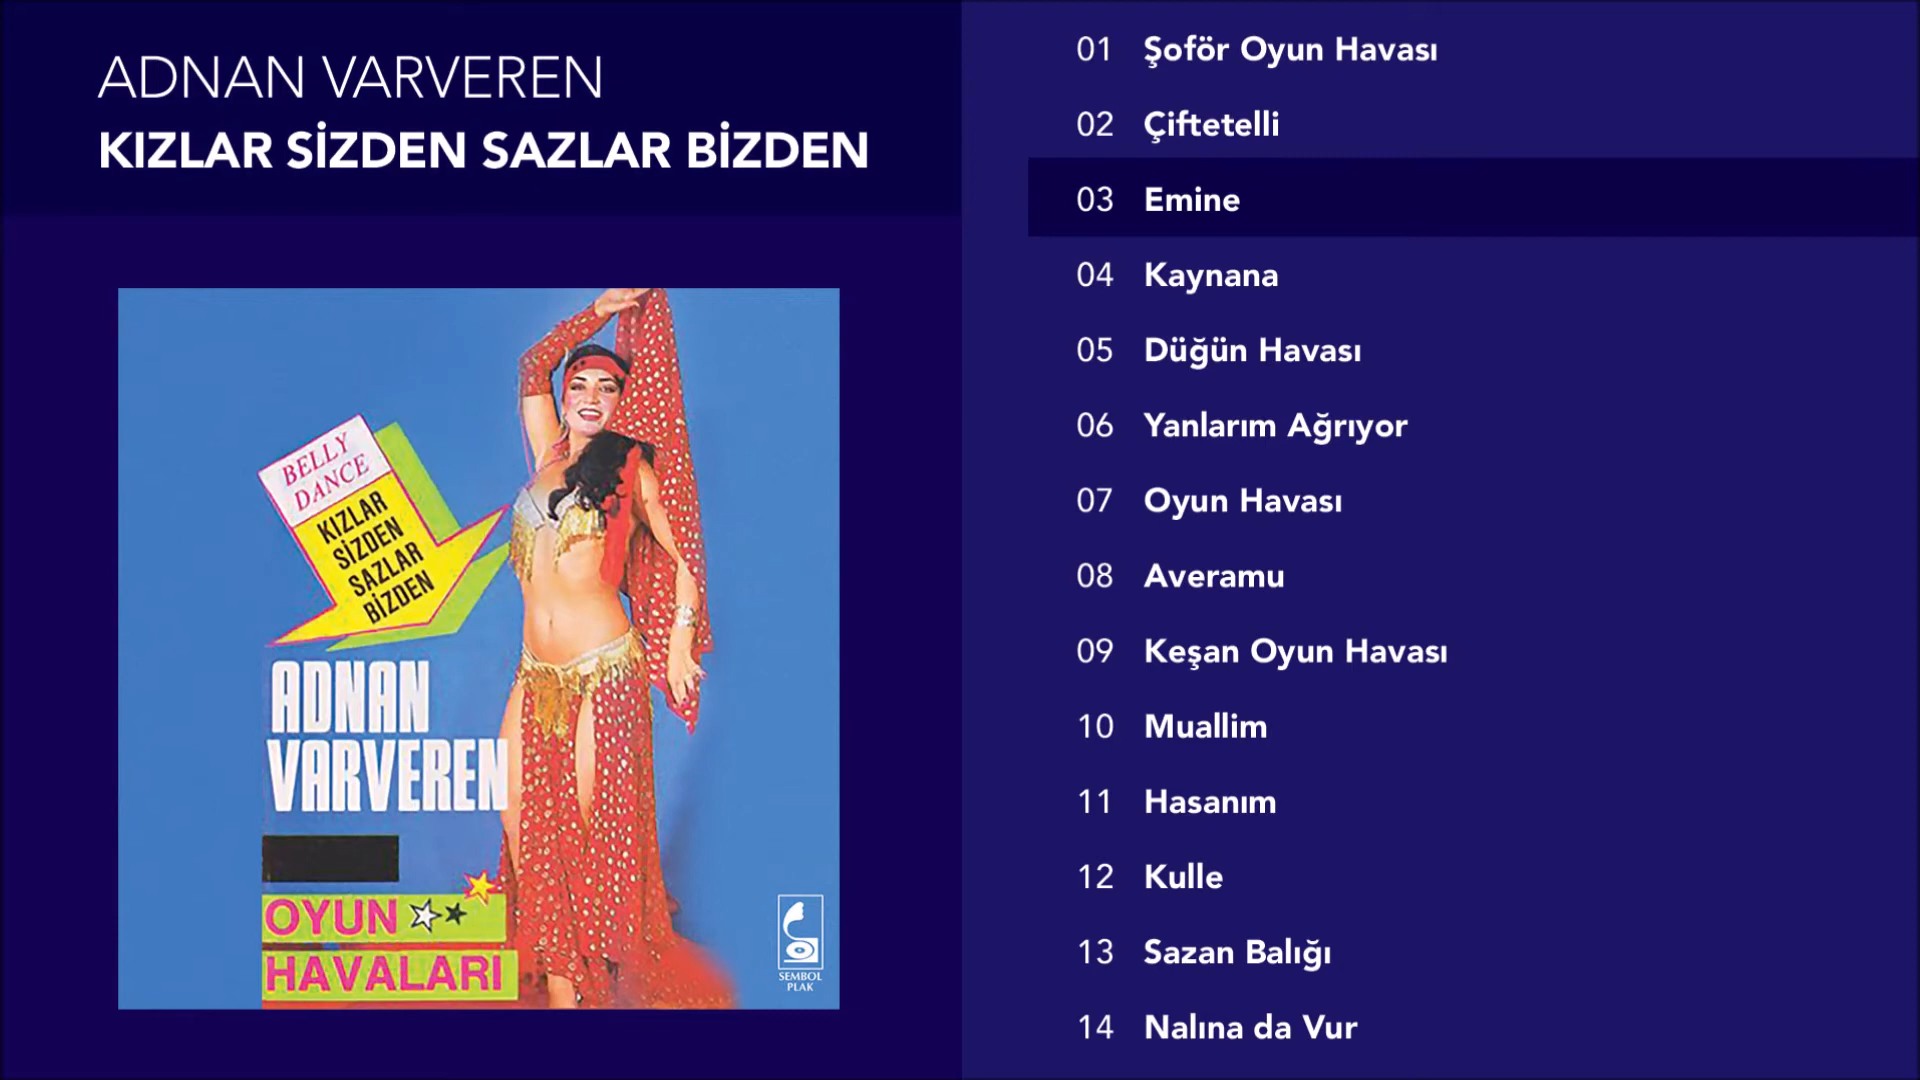 ADNAN VARVEREN
KIZLAR SİZDEN SAZLAR BİZDEN
BELLY
DANCE
KIZLAR
SİZDEN
SAZLAR
BİZDEN
ADNAN
VARVEREN
OYUN
HAVALARI
SEMBOL
PLAK
01 Şoför Oyun Havası
02 Çiftetelli
03 Emine
04 Kaynana
05 Düğün Havası
06 Yanlarım Ağrıyor
07 Oyun Havası
08 Averamu
09 Keşan Oyun Havası
10 Muallim
11 Hasanım
12 Kulle
13 Sazan Balığı
14 Nalına da Vur